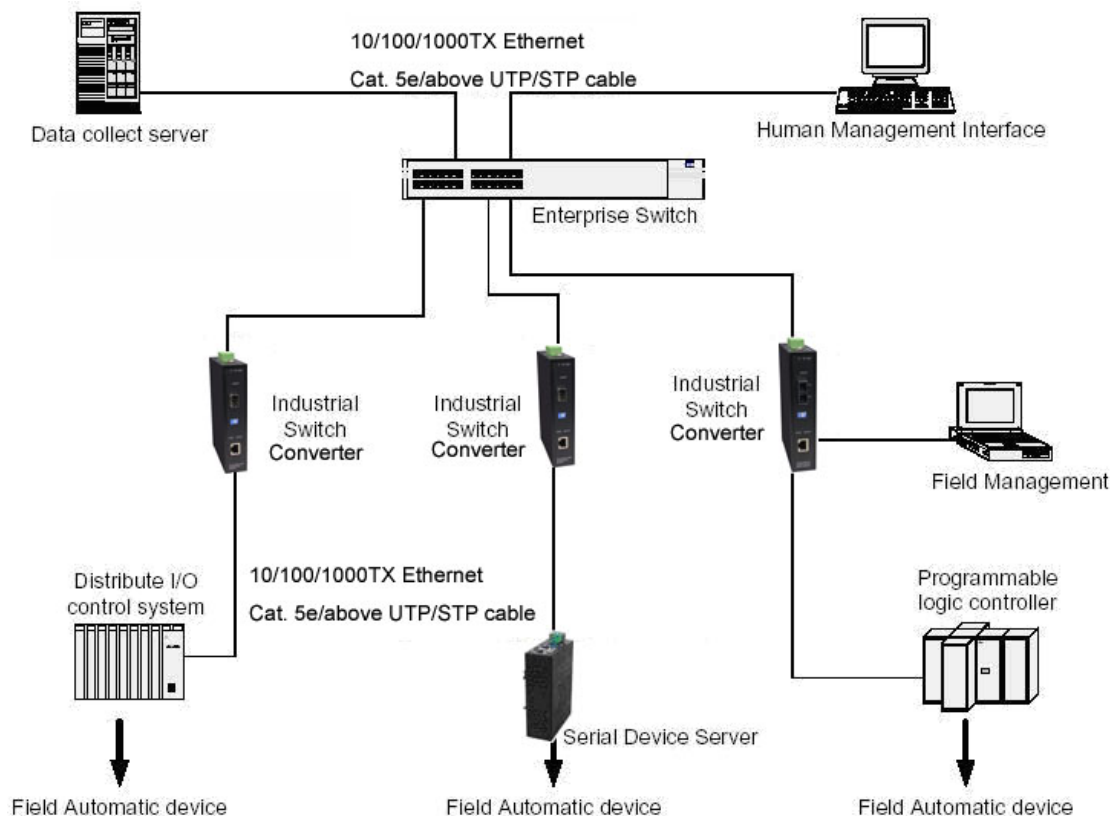 10/100/1000TX Ethernet
Cat. 5e/above UTP/STP cable
Data collect server
Human Management Interface
Enterprise Switch
Industrial
Switch
Converter
Industrial
Switch
Converter
Industrial
Switch
Converter
Field Management
Distribute I/O
control system
10/100/1000TX Ethernet
Cat. 5e/above UTP/STP cable
Programmable
logic controller
Serial Device Server
Field Automatic device
Field Automatic device
Field Automatic device